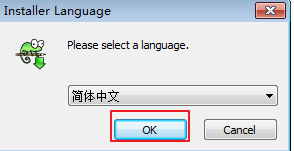 Installer Language
Please select a language.
简体中文
OK
Cancel